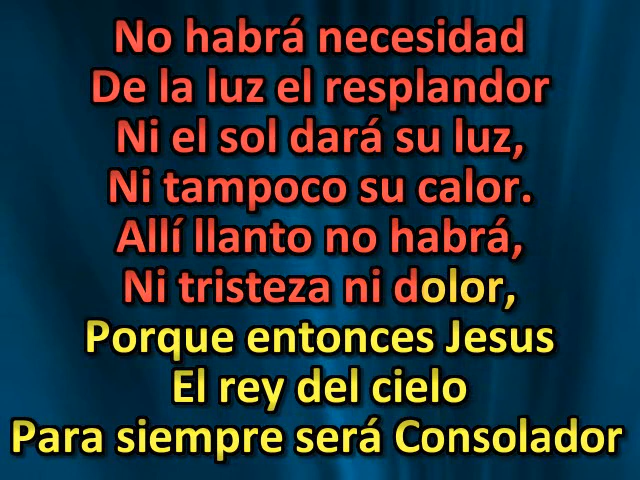 No habrá necesidad
De la luz el resplandor
Ni el sol dará su luz,
Ni tampoco su calor.
Allí llanto no habrá,
Ni tristeza ni dolor,
Porque entonces Jesus
El rey del cielo
Para siempre será Consolador